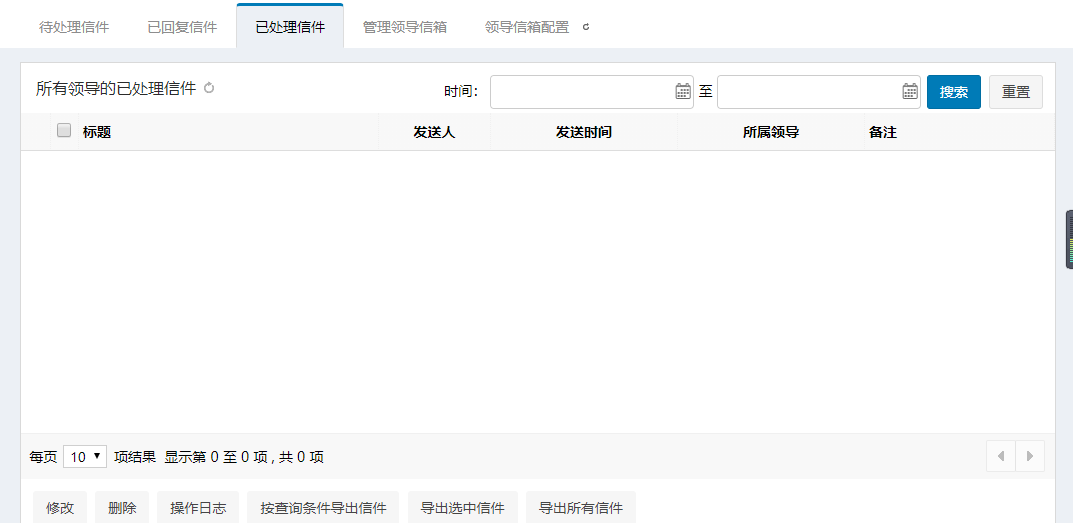 待处理信件 已回复信件 已处理信件 管理领导信箱 领导信箱配置
所有领导的已处理信件 时间： 至 搜索 重置
标题 发送人 发送时间 所属领导 备注
每页 10 项结果 显示第 0 至 0 项 , 共 0 项
修改 删除 操作日志 按查询条件导出信件 导出选中信件 导出所有信件